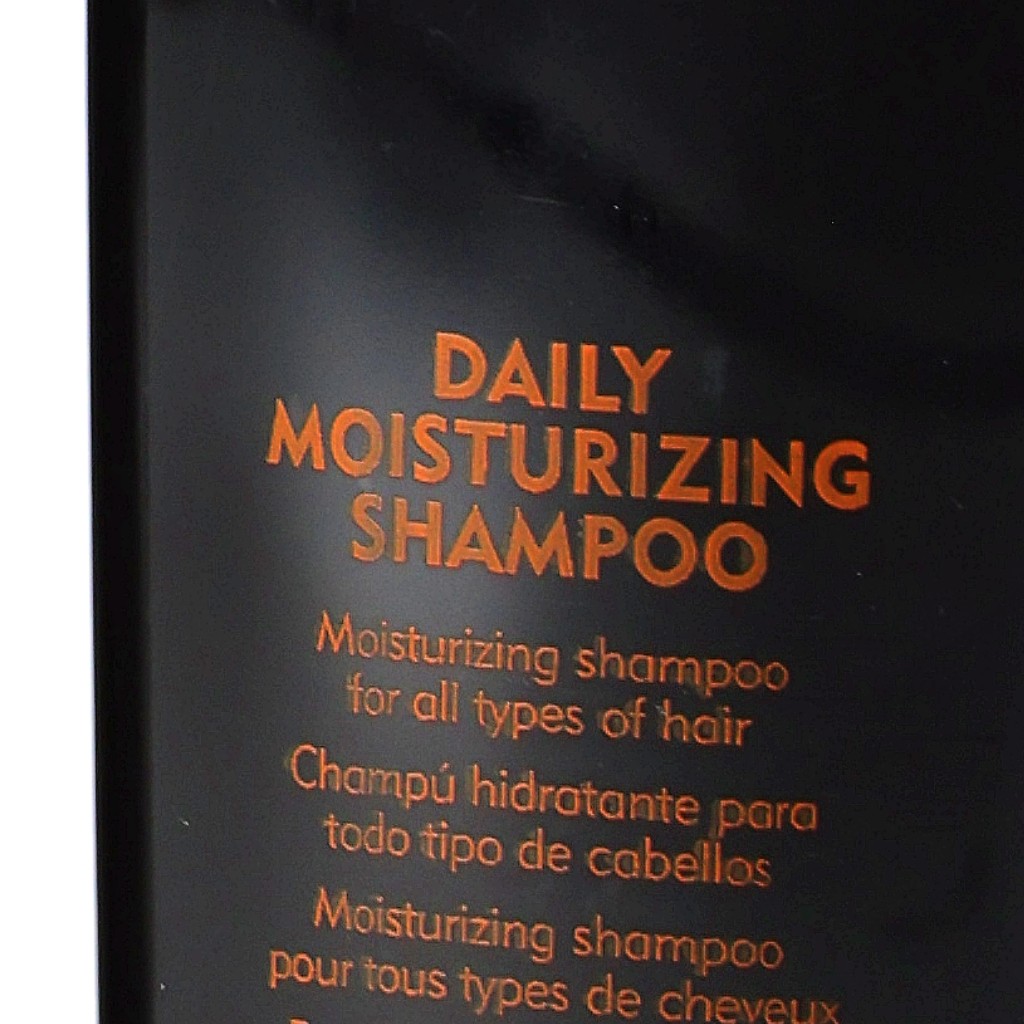 DAILY
MOISTURIZING
SHAMPOO
Moisturizing shampoo
for all types of hair
Champú hidratante para
todo tipo de cabellos
Moisturizing shampoo
pour tous types de cheveux